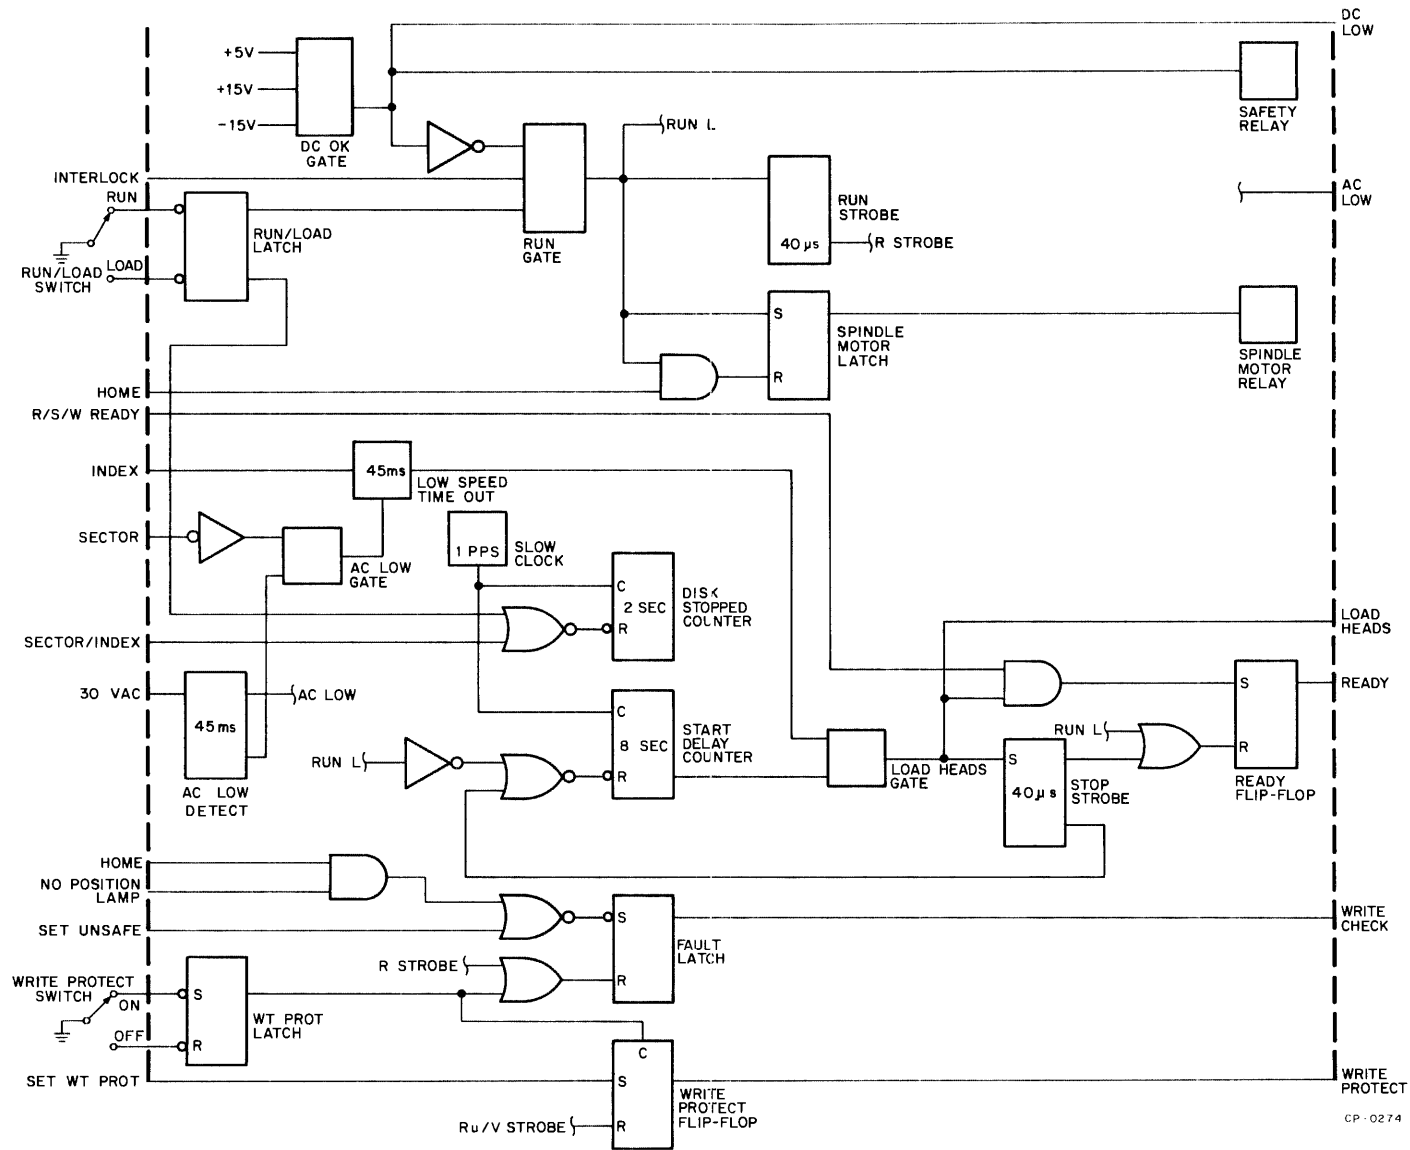 DC
LOW
+5V
+15V
-15V
DC OK
GATE
RUN L
SAFETY
RELAY
INTERLOCK
RUN
RUN/LOAD
LATCH
RUN
GATE
RUN
STROBE
40 µs
R STROBE
AC
LOW
LOAD
RUN/LOAD
SWITCH
S
R
SPINDLE
MOTOR
LATCH
SPINDLE
MOTOR
RELAY
HOME
R/S/W READY
INDEX
45ms
LOW SPEED
TIME OUT
SECTOR
AC LOW
GATE
1 PPS
SLOW
CLOCK
C
2 SEC
R
DISK
STOPPED
COUNTER
SECTOR/INDEX
LOAD
HEADS
30 VAC
45ms
AC LOW
AC LOW
DETECT
RUN L
C
8 SEC
R
START
DELAY
COUNTER
LOAD HEADS
GATE
S
40µs
STOP
STROBE
RUN L
S
R
READY
FLIP-FLOP
READY
HOME
NO POSITION
LAMP
SET UNSAFE
R STROBE
S
R
FAULT
LATCH
WRITE
CHECK
WRITE PROTECT
SWITCH
ON
OFF
S
R
WT PROT
LATCH
SET WT PROT
C
S
R
WRITE
PROTECT
FLIP-FLOP
Ru/V STROBE
WRITE
PROTECT
CP-0274